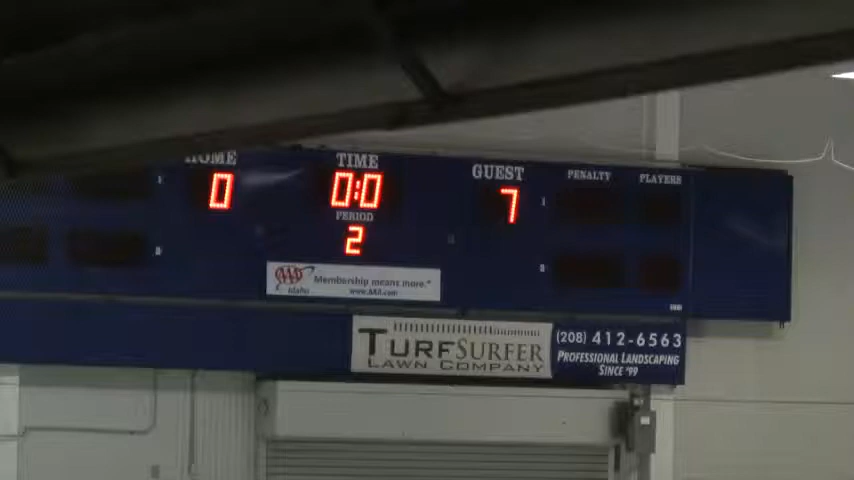 HOME
TIME
GUEST
PENALTY
PLAYERS
0
0:0
7
PERIOD
2
AAA
Idaho
Membership means more.
www.AAA.com
TURFSURFER
LAWN COMPANY
(208) 412-6563
PROFESSIONAL LANDSCAPING
SINCE '99